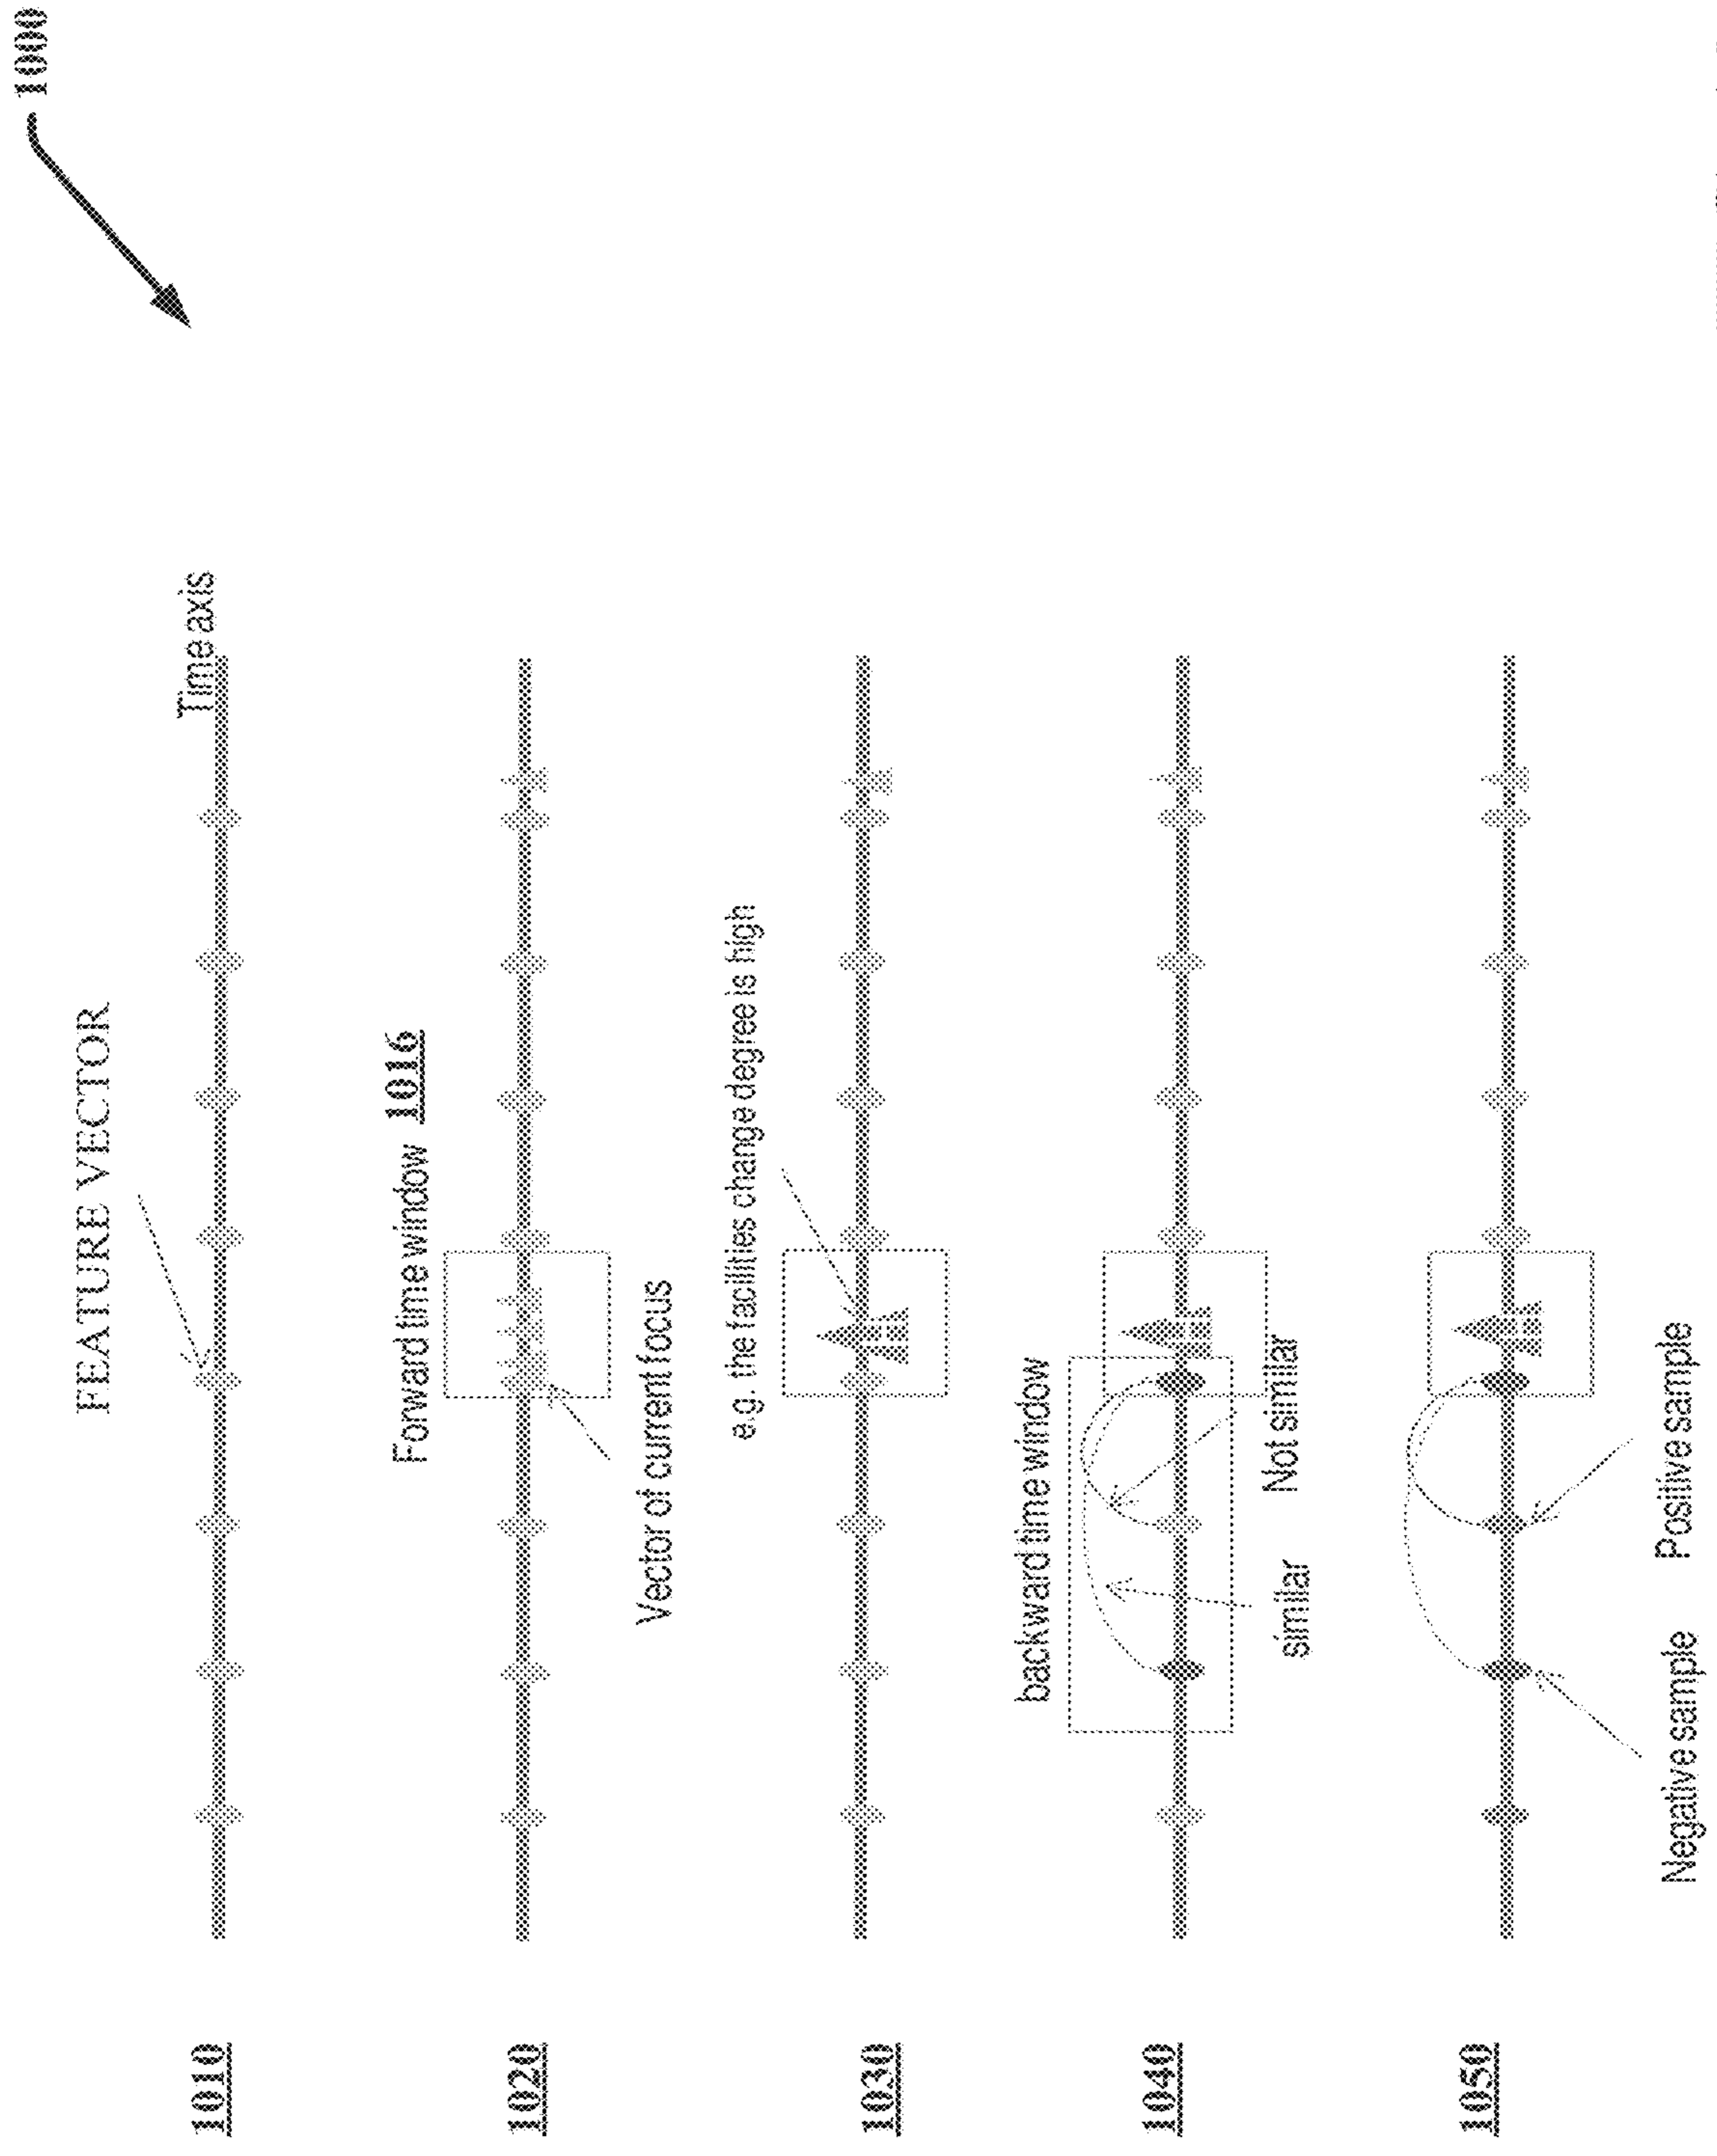 1000
FEATURE VECTOR
Time axis
1010
Forward time window 1016
1020
Vector of current focus
e.g. the facilities change degree is high
1030
backward time window
1040
similar
Not similar
1050
Negative sample
Positive sample